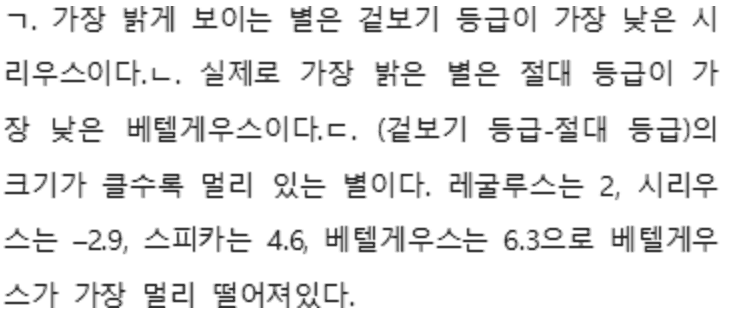 ㄱ. 가장 밝게 보이는 별은 겉보기 등급이 가장 낮은 시
리우스이다.ㄴ. 실제로 가장 밝은 별은 절대 등급이 가
장 낮은 베텔게우스이다.ㄷ. (겉보기 등급-절대 등급)의
크기가 클수록 멀리 있는 별이다. 레굴루스는 2, 시리우
스는 –2.9, 스피카는 4.6, 베텔게우스는 6.3으로 베텔게우
스가 가장 멀리 떨어져있다.